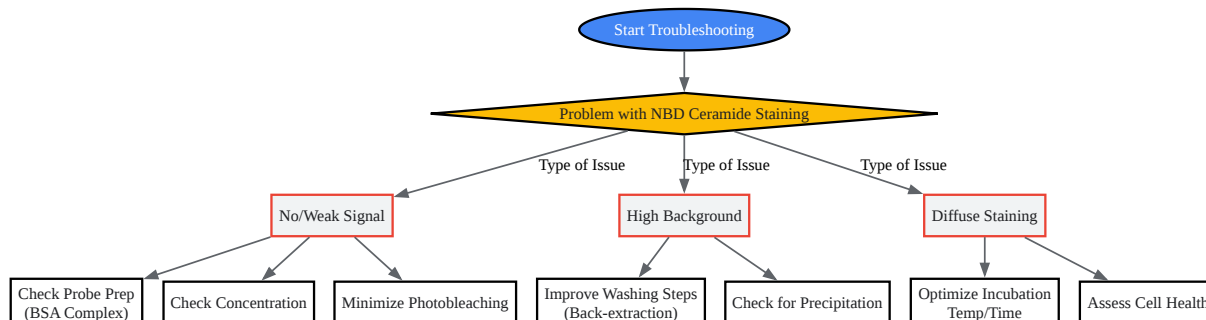 Start Troubleshooting
Problem with NBD Ceramide Staining
Type of Issue
Type of Issue
Type of Issue
No/Weak Signal
High Background
Diffuse Staining
Check Probe Prep
(BSA Complex)
Check Concentration
Minimize Photobleaching
Improve Washing Steps
(Back-extraction)
Check for Precipitation
Optimize Incubation
Temp/Time
Assess Cell Health